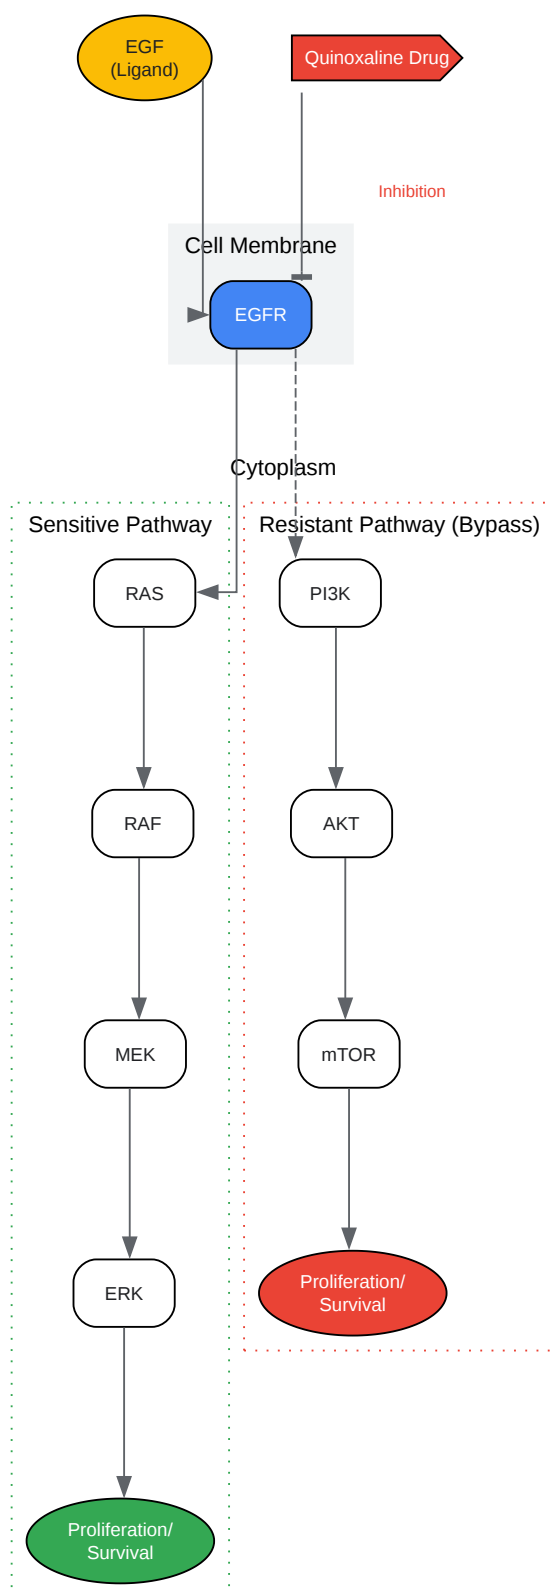 EGF
(Ligand)
Quinoxaline Drug
Inhibition
Cell Membrane
EGFR
Cytoplasm
Sensitive Pathway
Resistant Pathway (Bypass)
RAS
PI3K
RAF
AKT
MEK
mTOR
ERK
Proliferation/
Survival
Proliferation/
Survival